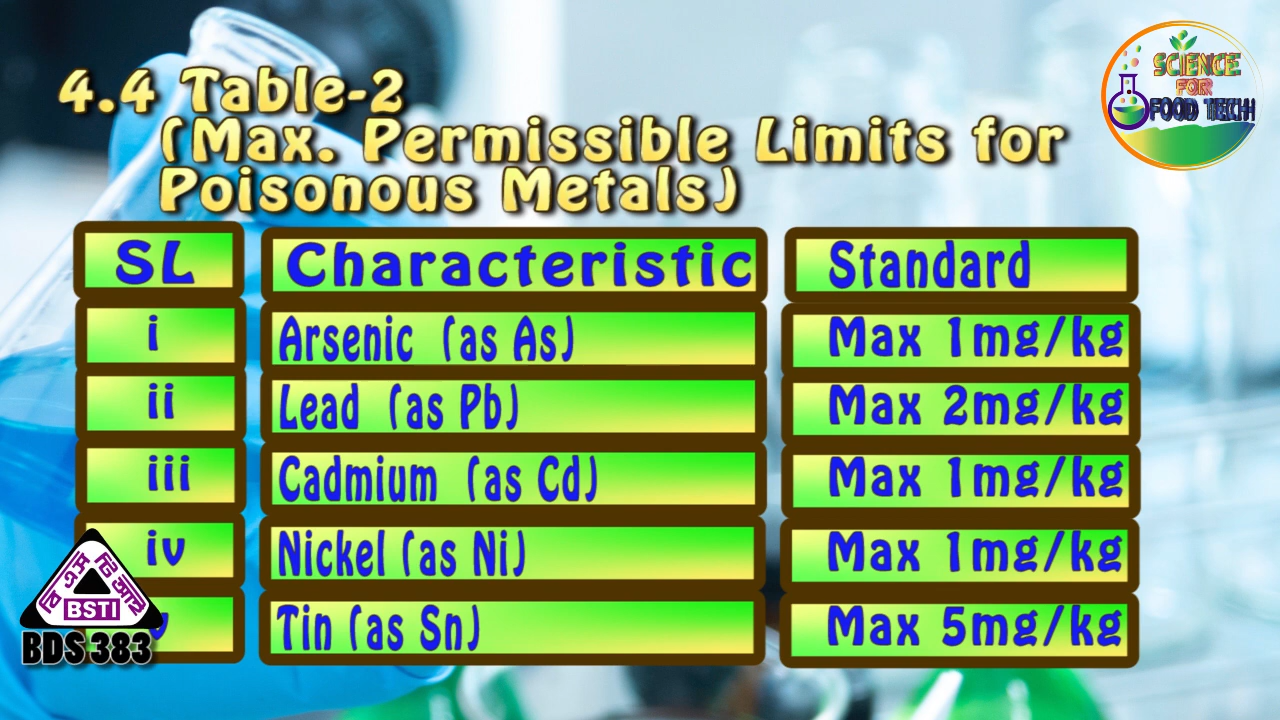 4.4 Table-2
(Max. Permissible Limits for
Poisonous Metals)
SCIENCE
FOR
FOOD TECH
SL Characteristic Standard
i Arsenic (as As) Max 1mg/kg
ii Lead (as Pb) Max 2mg/kg
iii Cadmium (as Cd) Max 1mg/kg
iv Nickel (as Ni) Max 1mg/kg
v Tin (as Sn) Max 5mg/kg
বি এস টি আই
BSTI
BDS 383